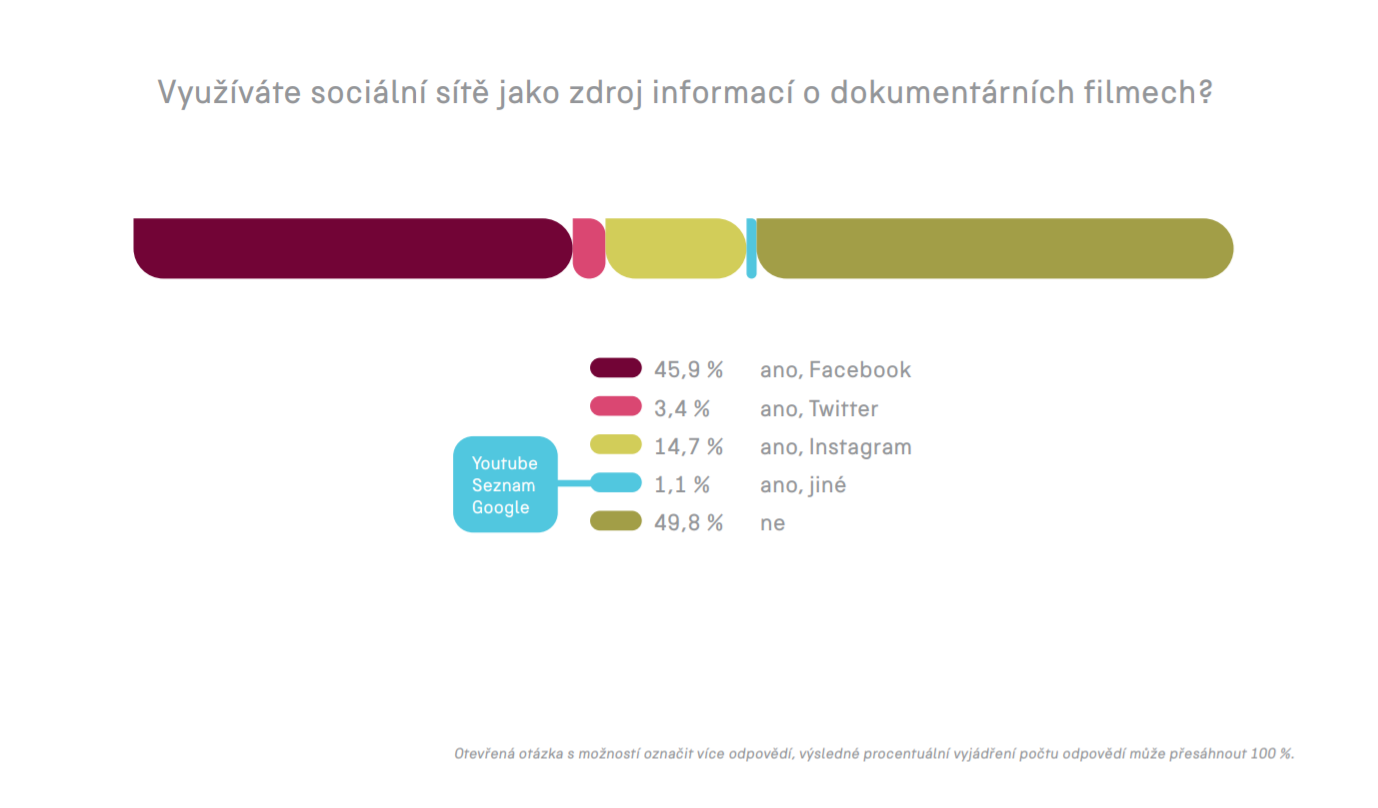 Využíváte sociální sítě jako zdroj informací o dokumentárních filmech?
45,9 % ano, Facebook
3,4 % ano, Twitter
14,7 % ano, Instagram
Youtube
Seznam
Google
1,1 % ano, jiné
49,8 % ne
Otevřená otázka s možností označit více odpovědí, výsledné procentuální vyjádření počtu odpovědí může přesáhnout 100 %.